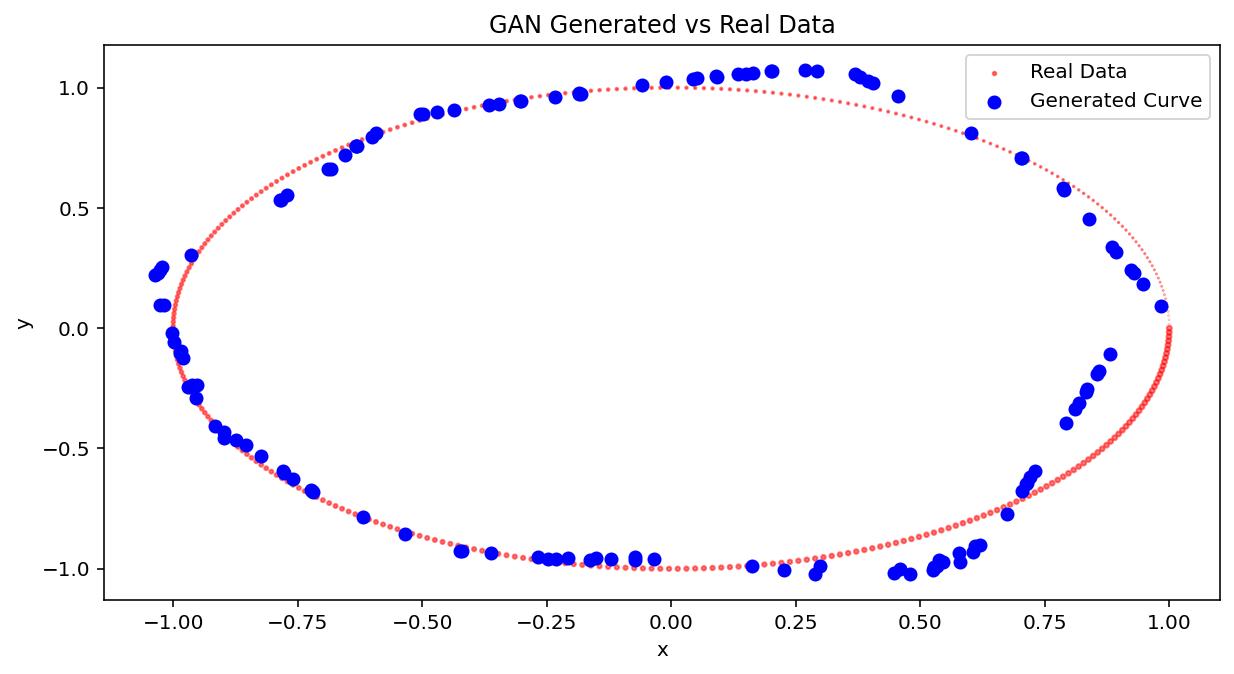 GAN Generated vs Real Data
Real Data
Generated Curve
1.0
0.5
0.0
−0.5
−1.0
y
−1.00 −0.75 −0.50 −0.25 0.00 0.25 0.50 0.75 1.00
x